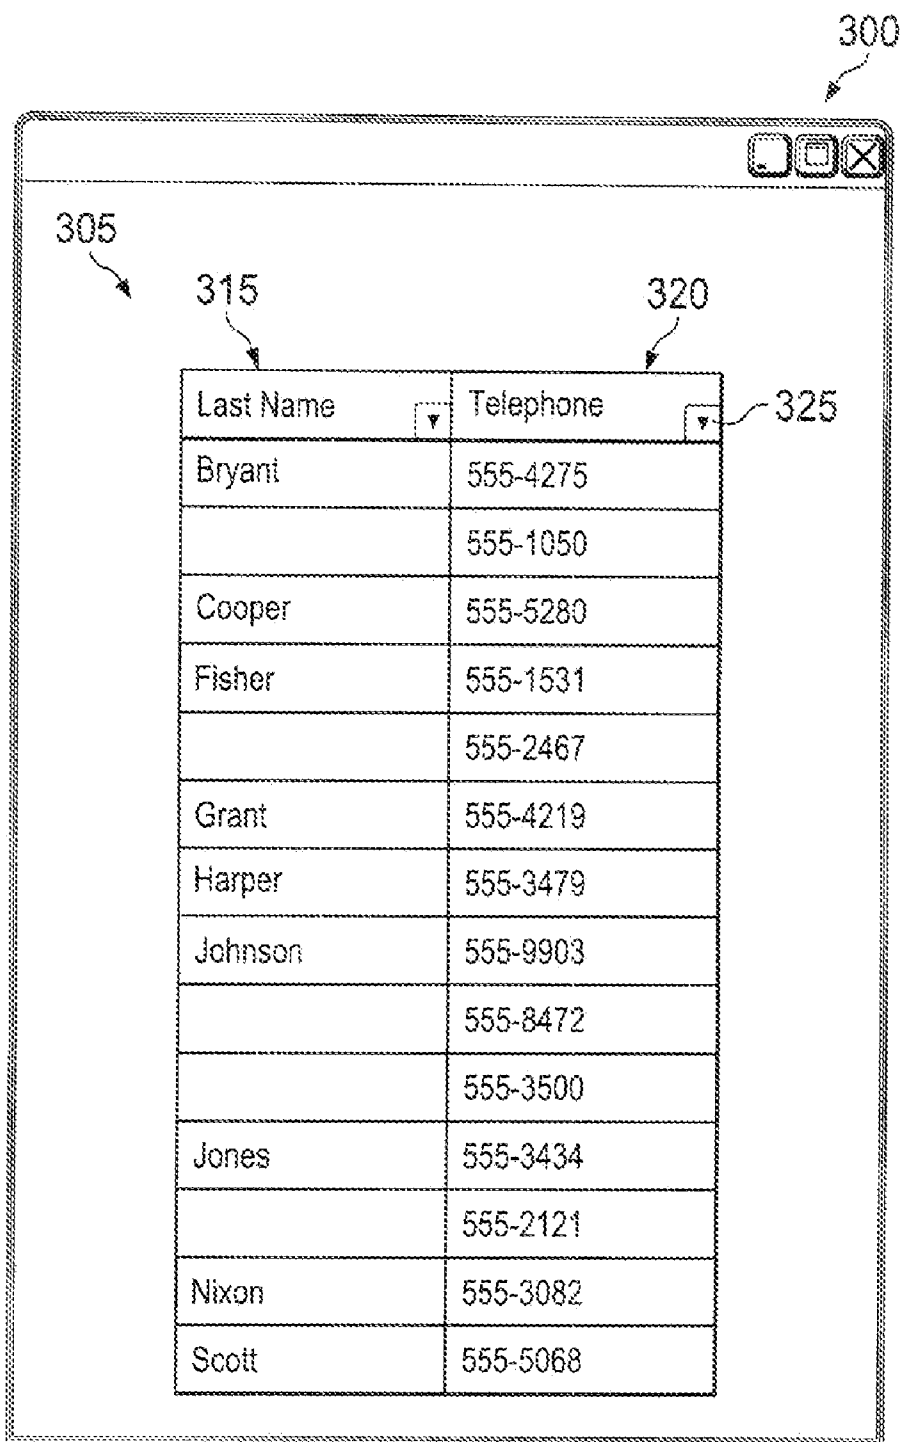 300
305
315
320
Last Name Telephone
325
Bryant 555-4275
555-1050
Cooper 555-5280
Fisher 555-1531
555-2467
Grant 555-4219
Harper 555-3479
Johnson 555-9903
555-8472
555-3500
Jones 555-3434
555-2121
Nixon 555-3082
Scott 555-5068